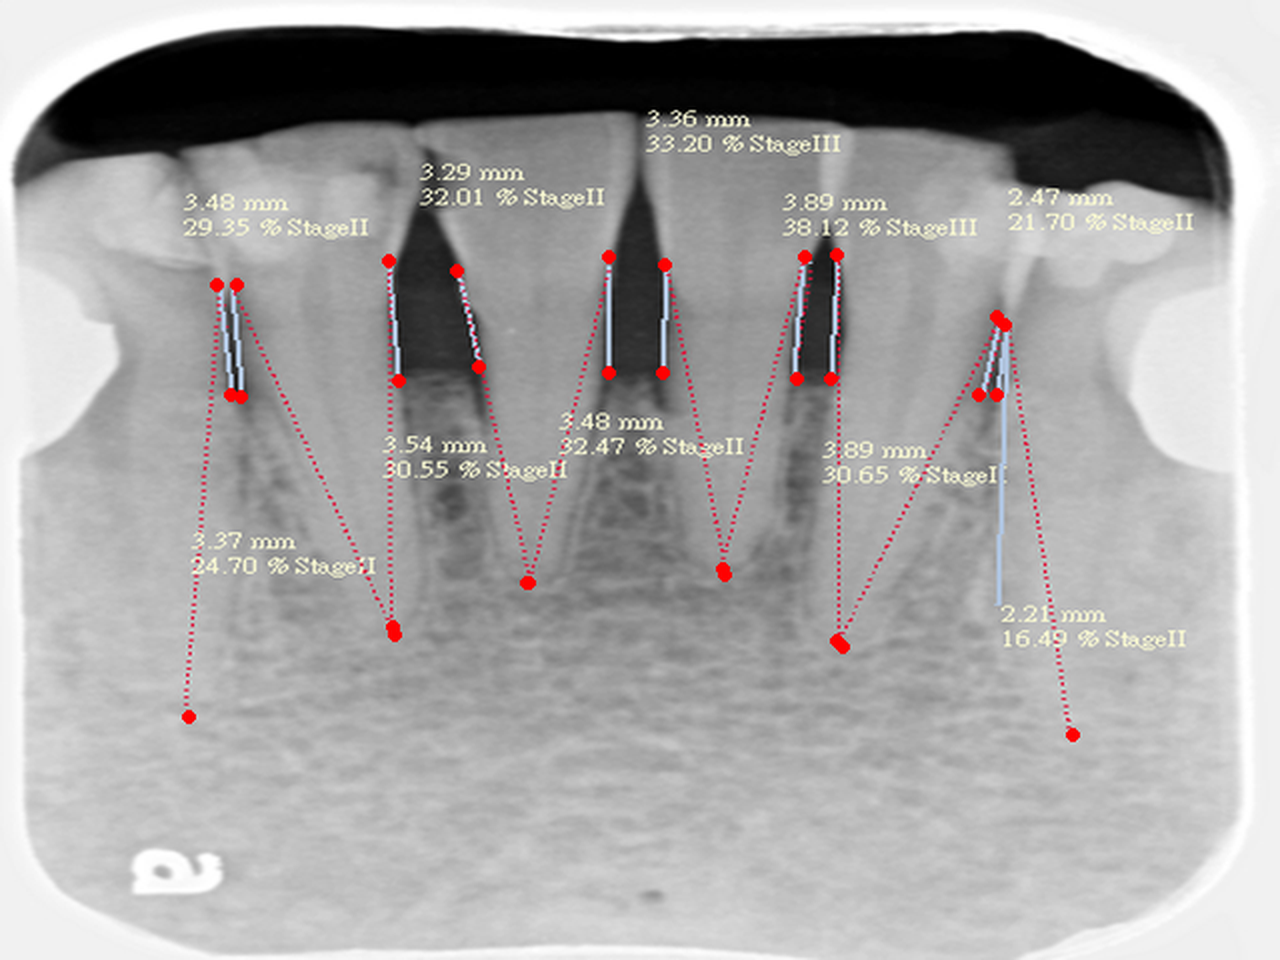 3.36 mm
33.20 % StageIII
3.29 mm
32.01 % StageII
3.48 mm
29.35 % StageII
3.89 mm
38.12 % StageIII
2.47 mm
21.70 % StageII
3.54 mm
30.55 % StageII
3.48 mm
32.47 % StageII
3.89 mm
30.65 % StageII
3.37 mm
24.70 % StageII
2.21 mm
16.49 % StageII